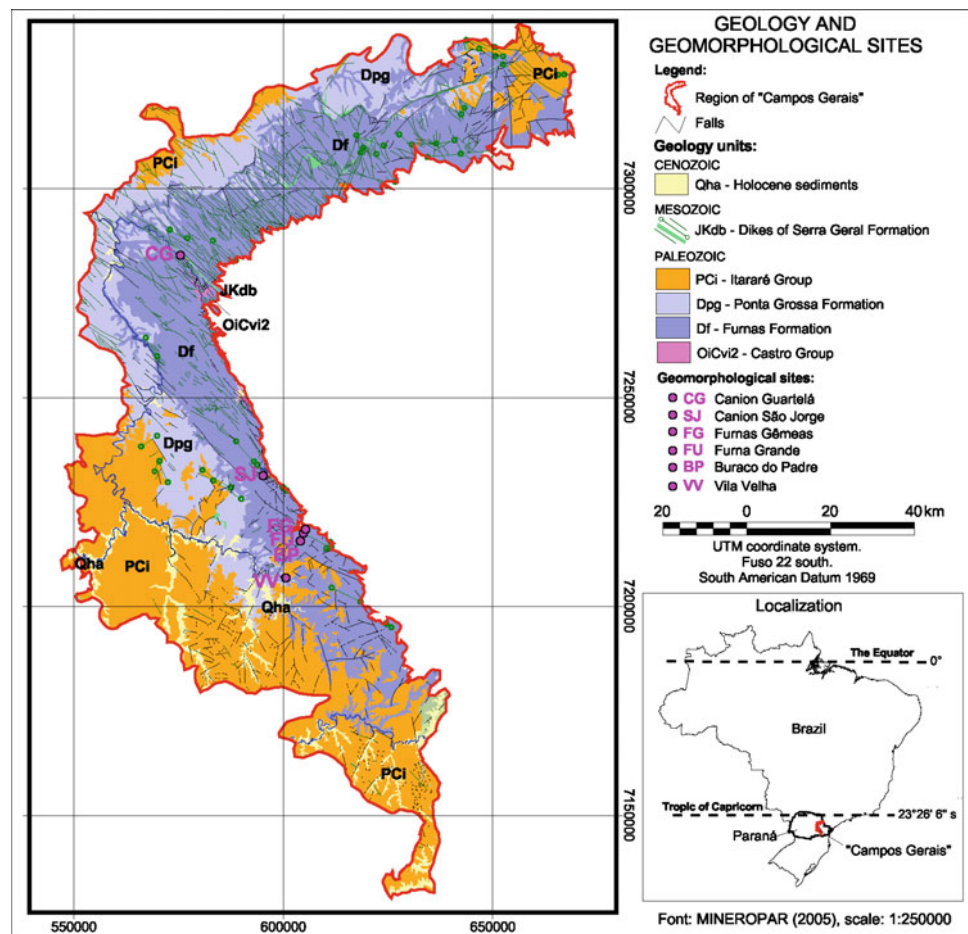 GEOLOGY AND
GEOMORPHOLOGICAL SITES
Legend:
Region of "Campos Gerais"
Falls
Geology units:
CENOZOIC
Qha - Holocene sediments
MESOZOIC
JKdb - Dikes of Serra Geral Formation
PALEOZOIC
PCi - Itararé Group
Dpg - Ponta Grossa Formation
Df - Furnas Formation
OiCvi2 - Castro Group
Geomorphological sites:
CG Canion Guartelá
SJ Canion São Jorge
FG Furnas Gêmeas
FU Furna Grande
BP Buraco do Padre
VV Vila Velha
20 10 0 20 40 km
UTM coordinate system.
Fuso 22 south.
South American Datum 1969
Localization
The Equator
0°
Brazil
Tropic of Capricorn
23°26' 6" s
Paraná
"Campos Gerais"
Font: MINEROPAR (2005), scale: 1:250000
Dpg
PCi
Df
PCi
CG
JKdb
OiCvi2
Df
Dpg
SJ
FG
FU
BP
Qha
PCi
VV
Qha
PCi
7300000
7250000
7200000
7150000
550000
600000
650000